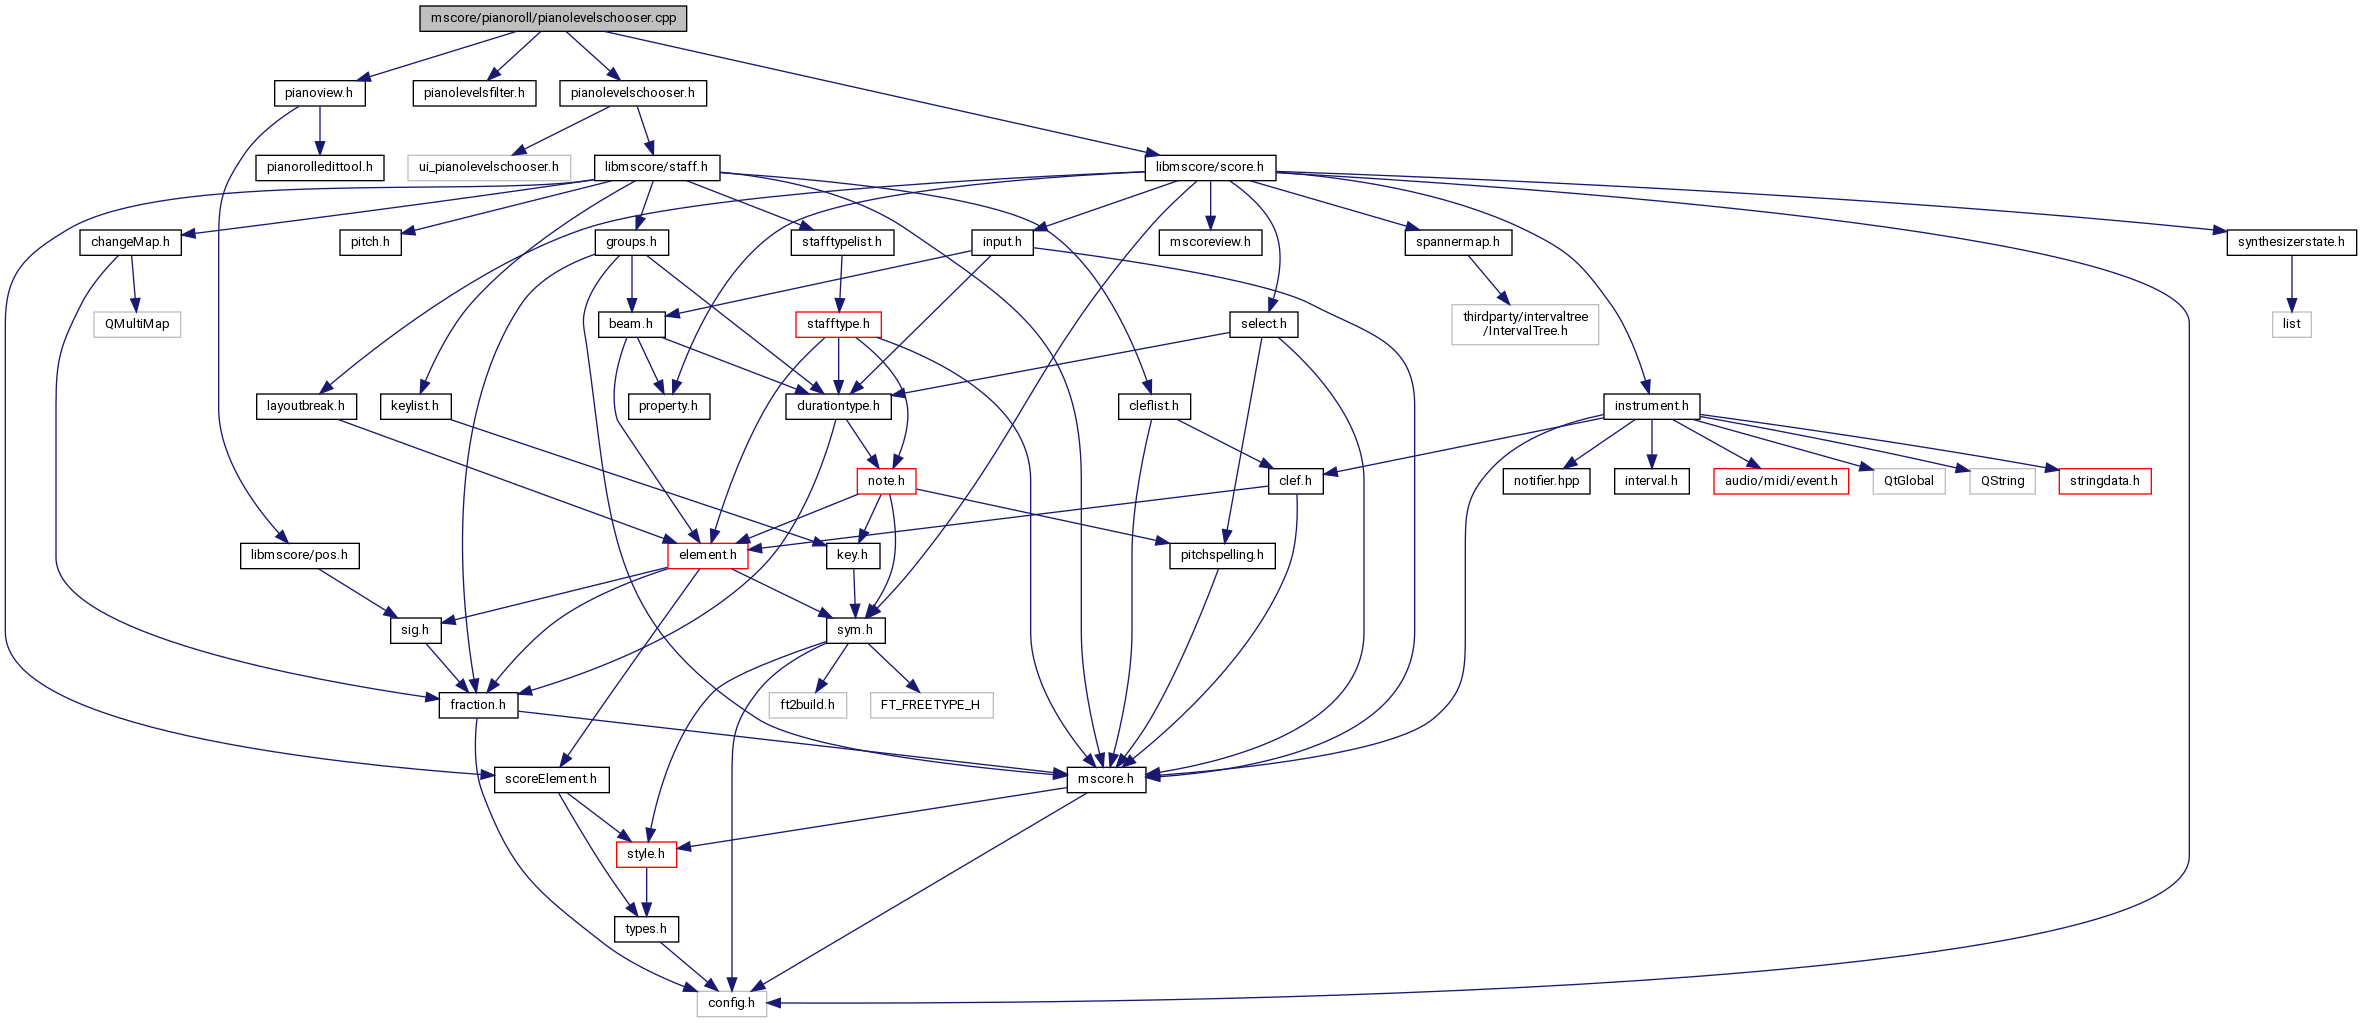 mscore/pianoroll/pianolevelschooser.cpp
pianoview.h
pianolevelsfilter.h
pianolevelschooser.h
pianorolledittool.h
ui_pianolevelschooser.h
libmscore/staff.h
libmscore/score.h
changeMap.h
pitch.h
groups.h
stafftypelist.h
input.h
mscoreview.h
spannermap.h
synthesizerstate.h
QMultiMap
beam.h
stafftype.h
select.h
thirdparty/intervaltree
/IntervalTree.h
list
layoutbreak.h
keylist.h
property.h
durationtype.h
cleflist.h
instrument.h
note.h
clef.h
notifier.hpp
interval.h
audio/midi/event.h
QtGlobal
QString
stringdata.h
libmscore/pos.h
element.h
key.h
pitchspelling.h
sig.h
sym.h
fraction.h
ft2build.h
FT_FREETYPE_H
scoreElement.h
mscore.h
style.h
types.h
config.h